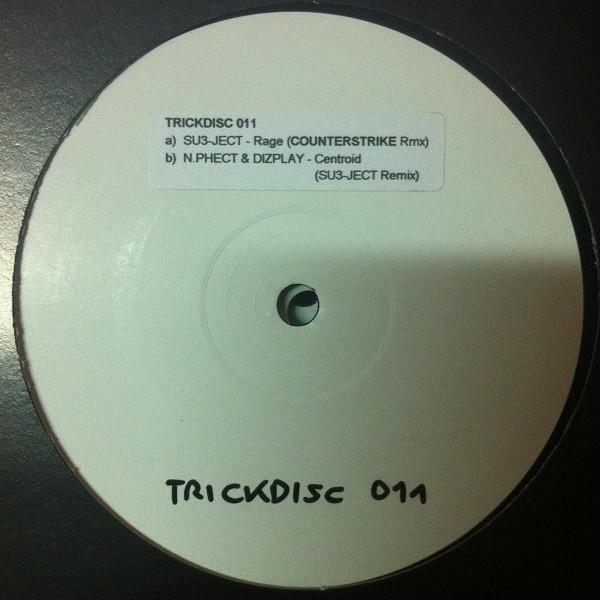 TRICKDISC 011
a) SU3-JECT - Rage (COUNTERSTRIKE Rmx)
b) N.PHECT & DIZPLAY - Centroid
(SU3-JECT Remix)
TRICKDISC 011